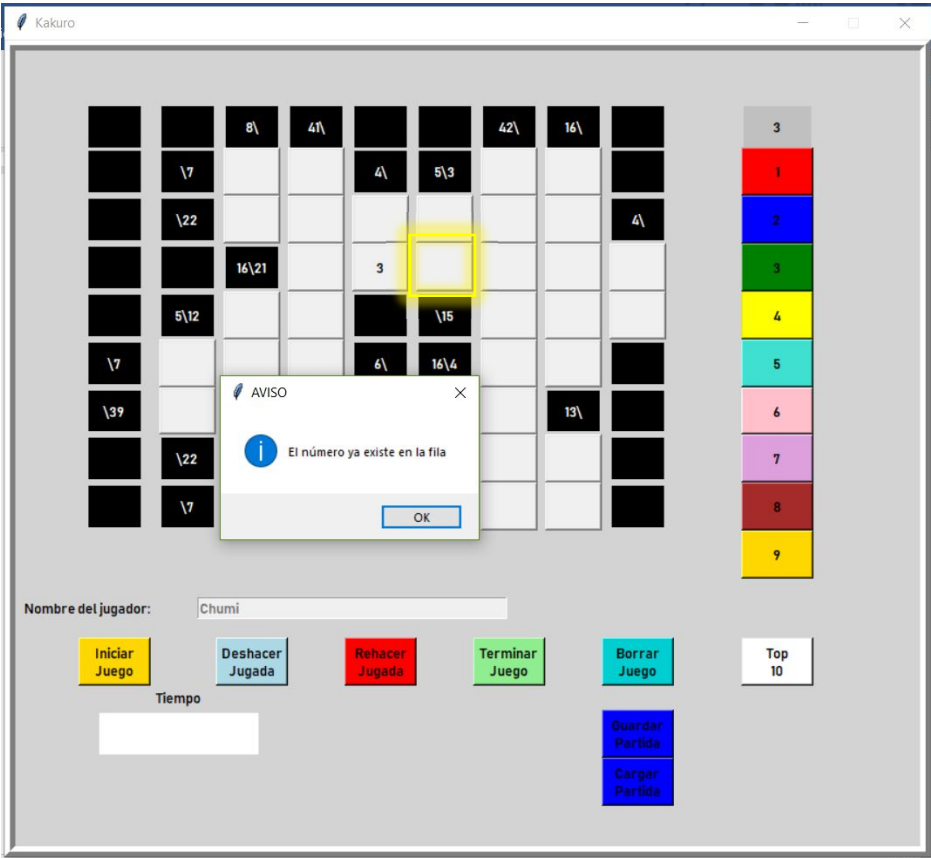 Kakuro
8\ 41\ 42\ 16\ 3
\7 4\ 5\3 1
\22 4\ 2
16\21 3 3
5\12 \15 4
\7 6\ 16\4 5
AVISO
\39 13\ 6
El número ya existe en la fila
\22 7
\7 8
OK
9
Nombre del jugador: Chumi
Iniciar Juego
Deshacer Jugada
Rehacer Jugada
Terminar Juego
Borrar Juego
Top 10
Tiempo
Guardar Partida
Cargar Partida